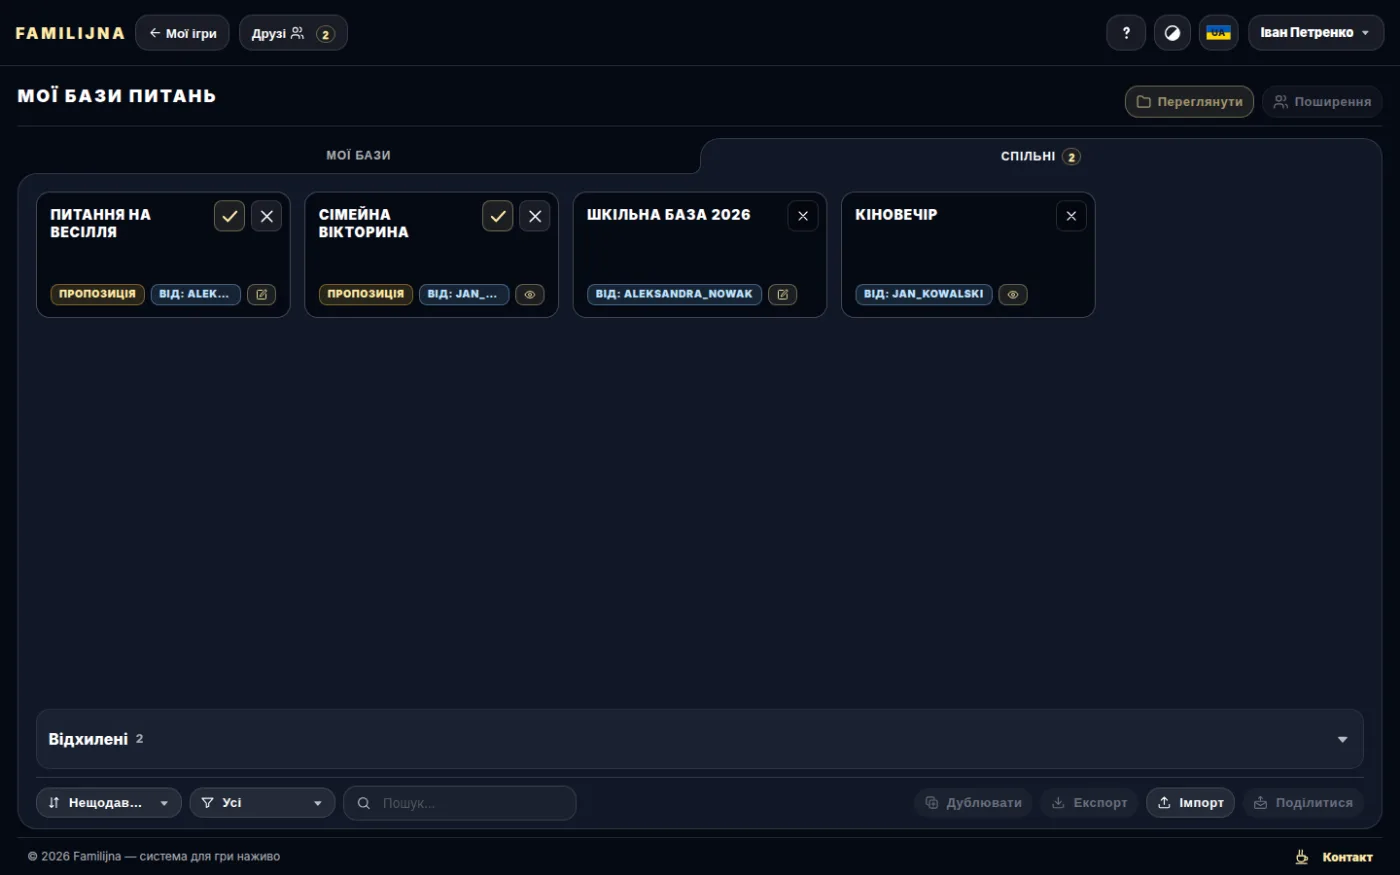 FAMILIJNA
Мої ігри
Друзі 2
?
UA
Іван Петренко
МОЇ БАЗИ ПИТАНЬ
Переглянути
Поширення
МОЇ БАЗИ
СПІЛЬНІ 2
ПИТАННЯ НА
ВЕСІЛЛЯ
ПРОПОЗИЦІЯ
ВІД: ALEK...
СІМЕЙНА
ВІКТОРИНА
ПРОПОЗИЦІЯ
ВІД: JAN_...
ШКІЛЬНА БАЗА 2026
ВІД: ALEKSANDRA_NOWAK
КІНОВЕЧІР
ВІД: JAN_KOWALSKI
Відхилені 2
Нещодав...
Усі
Пошук...
Дублювати
Експорт
Імпорт
Поділитися
© 2026 Familijna — система для гри наживо
Контакт